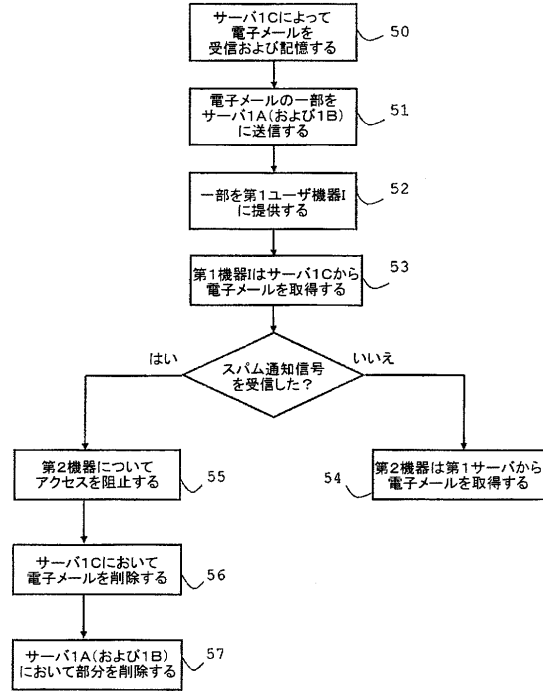 サーバ1Cによって
電子メールを
受信および記憶する
50
電子メールの一部を
サーバ1A(および1B)
に送信する
51
一部を第1ユーザ機器I
に提供する
52
第1機器Iはサーバ1Cから
電子メールを取得する
53
スパム通知信号
を受信した?
はい
いいえ
第2機器について
アクセスを阻止する
55
54
第2機器は第1サーバから
電子メールを取得する
サーバ1Cにおいて
電子メールを削除する
56
サーバ1A(および1B)
において部分を削除する
57